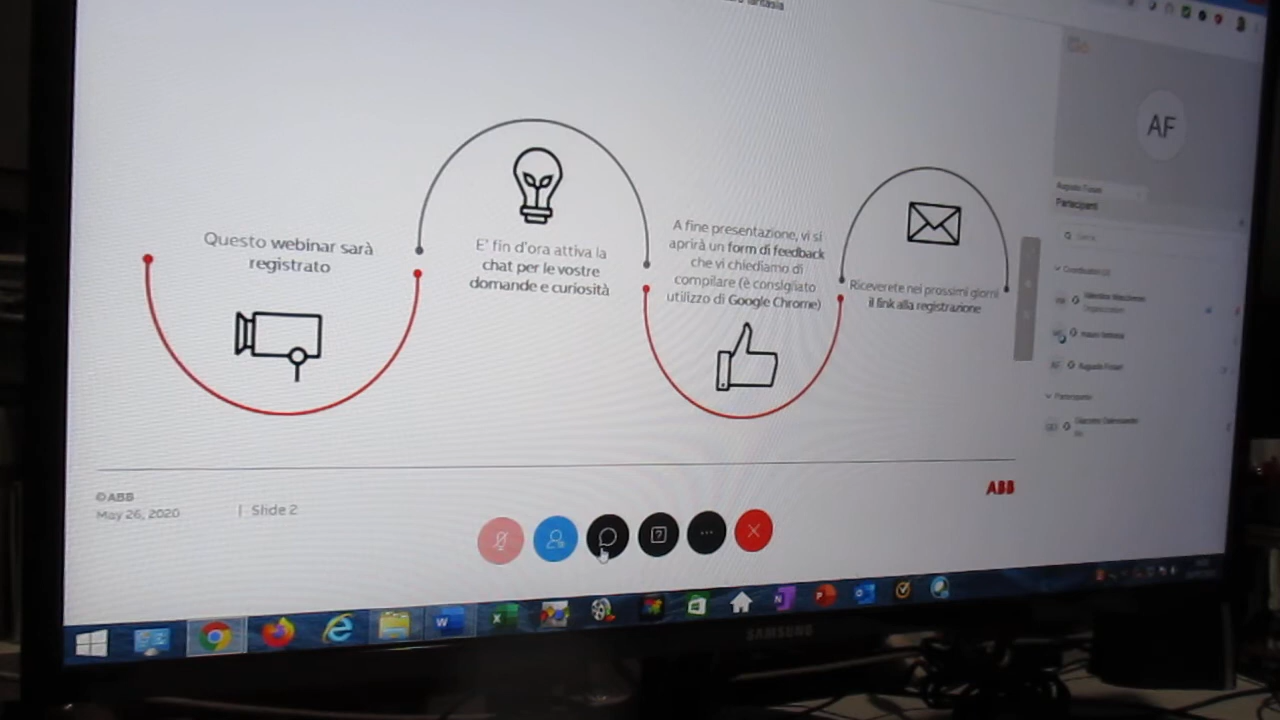 Questo webinar sarà
registrato
E' fin d'ora attiva la
chat per le vostre
domande e curiosità
A fine presentazione, vi si
aprirà un form di feedback
che vi chiediamo di
compilare (è consigliato
utilizzo di Google Chrome)
Riceverete nei prossimi giorni
il link alla registrazione
© ABB
May 26, 2020
| Slide 2
ABB
AF
Partecipanti
SAMSUNG